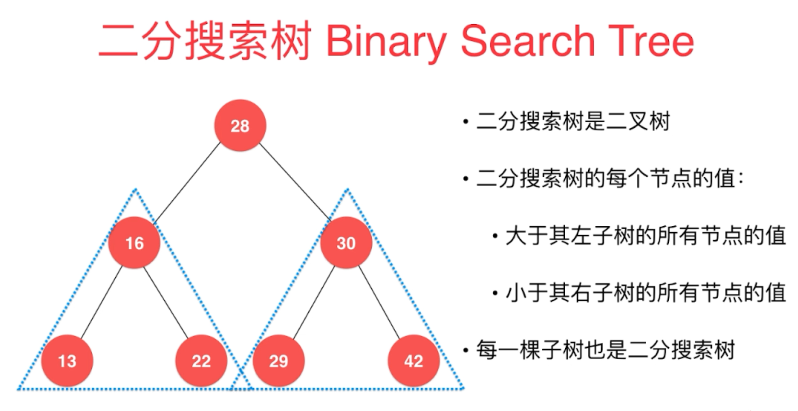 二分搜索树 Binary Search Tree
28
16
30
13
22
29
42
• 二分搜索树是二叉树
• 二分搜索树的每个节点的值：
• 大于其左子树的所有节点的值
• 小于其右子树的所有节点的值
• 每一棵子树也是二分搜索树